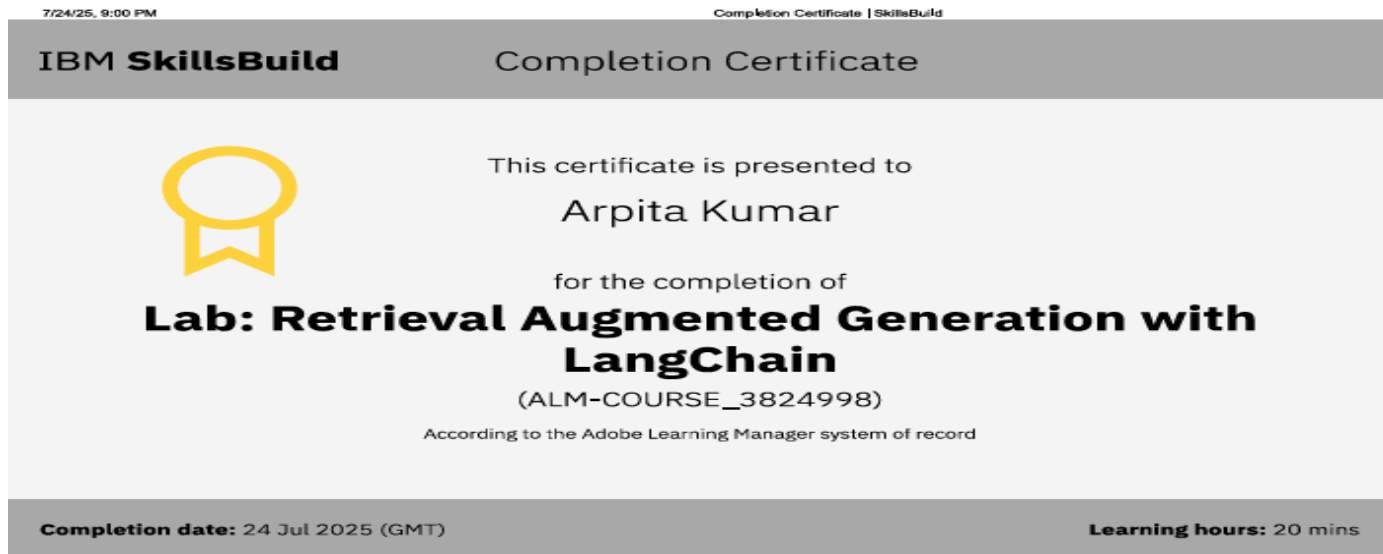 7/24/25, 9:00 PM Completion Certificate | SkillsBuild
IBM SkillsBuild Completion Certificate
This certificate is presented to
Arpita Kumar
for the completion of
Lab: Retrieval Augmented Generation with
LangChain
(ALM-COURSE_3824998)
According to the Adobe Learning Manager system of record
Completion date: 24 Jul 2025 (GMT) Learning hours: 20 mins